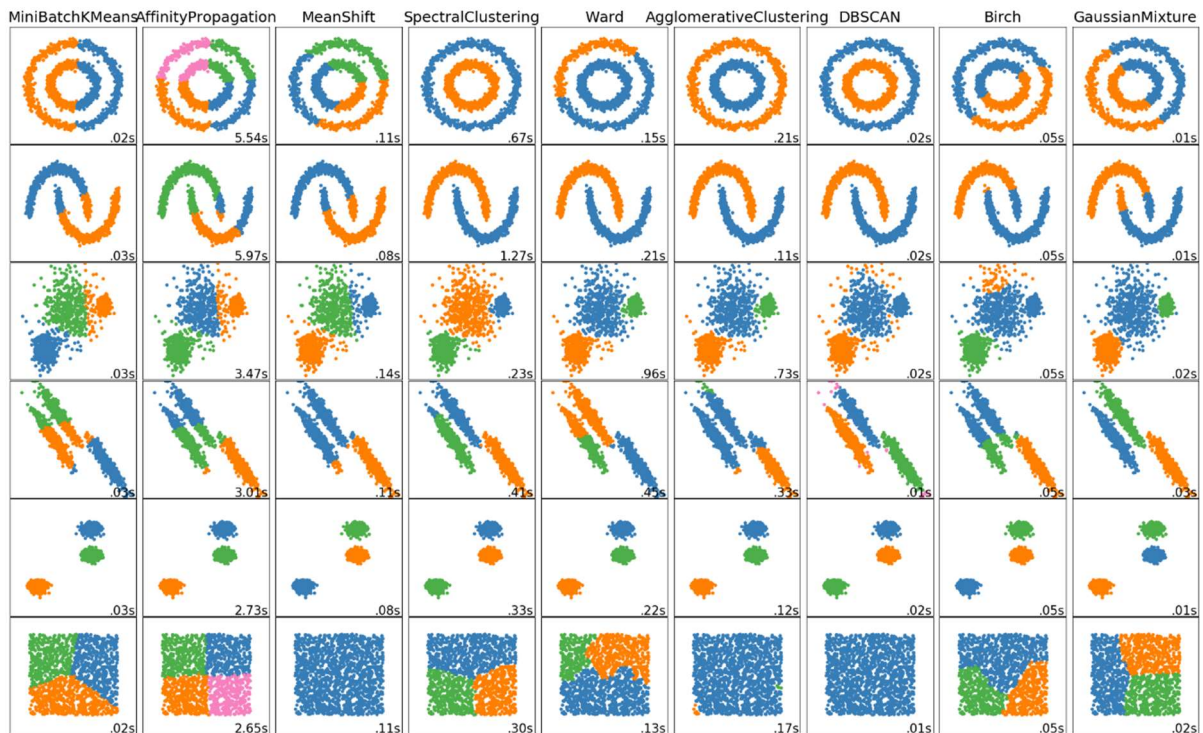 MiniBatchKMeans AffinityPropagation MeanShift SpectralClustering Ward AgglomerativeClustering DBSCAN Birch GaussianMixture
.02s 5.54s .11s .67s .15s .21s .02s .05s .01s
.03s 5.97s .08s 1.27s .21s .11s .02s .05s .01s
.03s 3.47s .14s .23s .96s .73s .02s .05s .02s
.03s 3.01s .11s .41s .45s .33s .01s .05s .03s
.03s 2.73s .08s .33s .22s .12s .02s .05s .01s
.02s 2.65s .11s .30s .13s .17s .01s .05s .02s